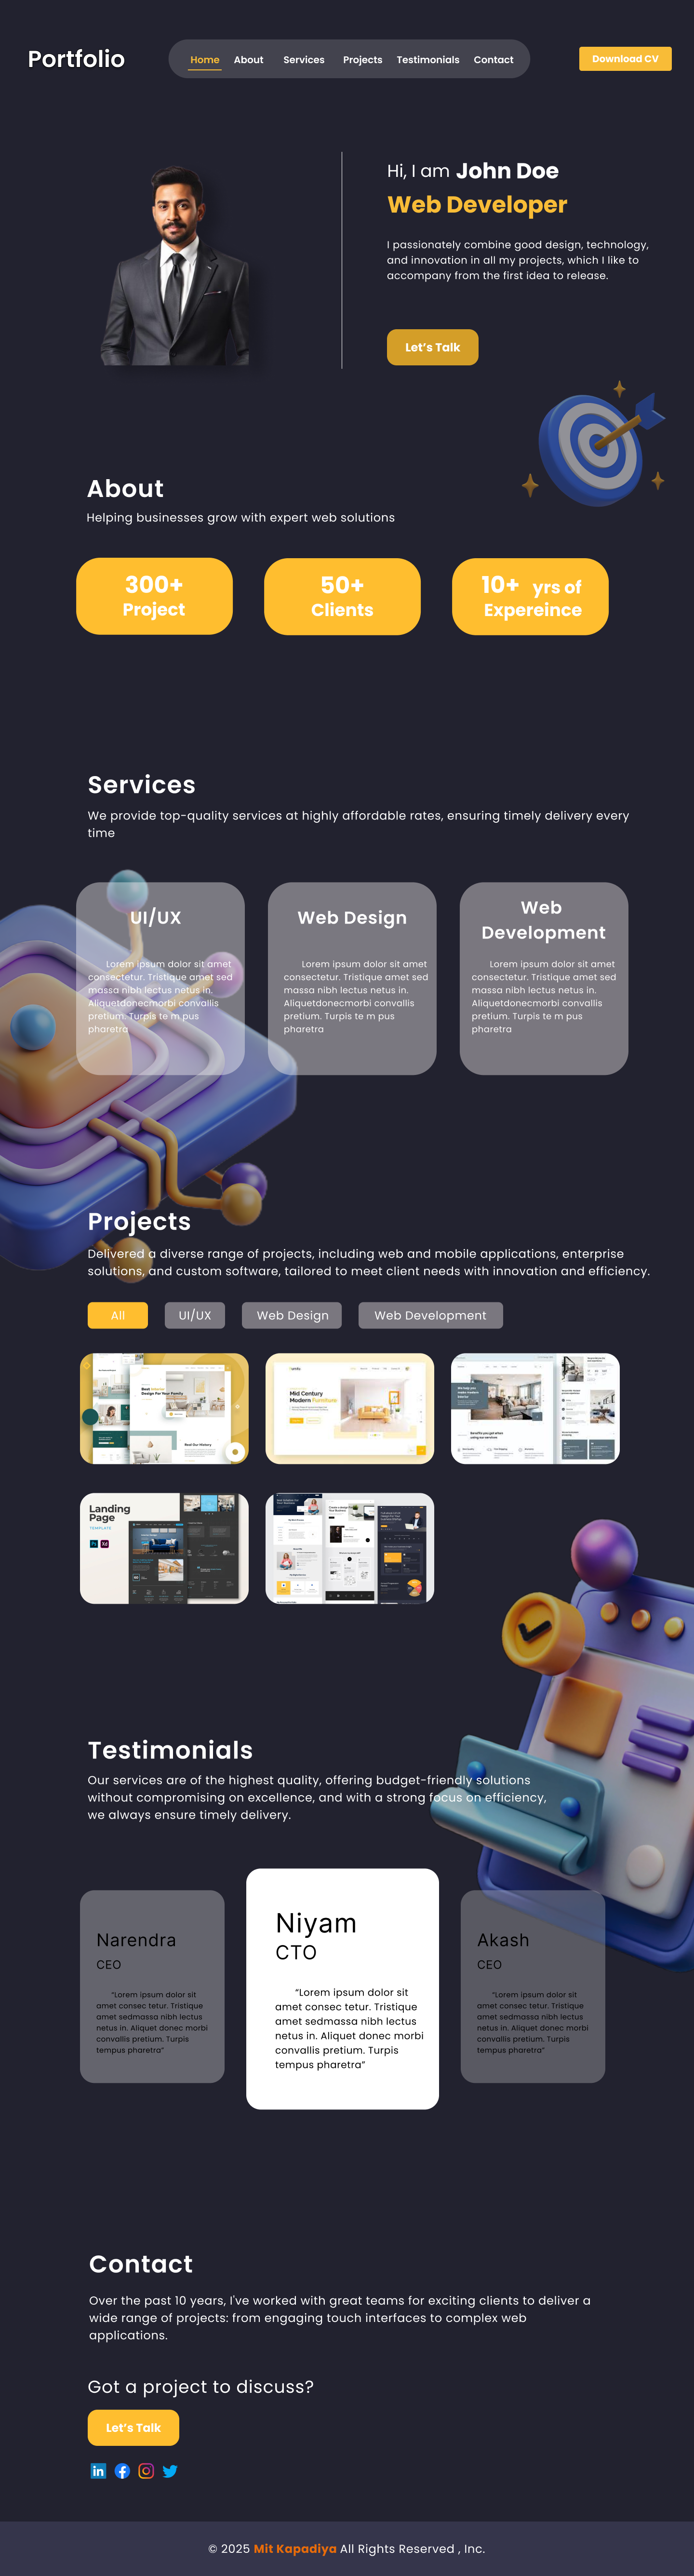 Portfolio
Home About Services Projects Testimonials Contact
Download CV
Hi, I am John Doe
Web Developer
I passionately combine good design, technology,
and innovation in all my projects, which I like to
accompany from the first idea to release.
Let's Talk
About
Helping businesses grow with expert web solutions
300+
Project
50+
Clients
10+ yrs of
Expereince
Services
We provide top-quality services at highly affordable rates, ensuring timely delivery every
time
UI/UX
Lorem ipsum dolor sit amet
consectetur. Tristique amet sed
massa nibh lectus netus in.
Aliquetdonecmorbi convallis
pretium. Turpis te m pus
pharetra
Web Design
Lorem ipsum dolor sit amet
consectetur. Tristique amet sed
massa nibh lectus netus in.
Aliquetdonecmorbi convallis
pretium. Turpis te m pus
pharetra
Web
Development
Lorem ipsum dolor sit amet
consectetur. Tristique amet sed
massa nibh lectus netus in.
Aliquetdonecmorbi convallis
pretium. Turpis te m pus
pharetra
Projects
Delivered a diverse range of projects, including web and mobile applications, enterprise
solutions, and custom software, tailored to meet client needs with innovation and efficiency.
All
UI/UX
Web Design
Web Development
Design For Your Family
Mid Century
Modern Furniture
Landing
Page
TEMPLATE
Ps Xd
Testimonials
Our services are of the highest quality, offering budget-friendly solutions
without compromising on excellence, and with a strong focus on efficiency,
we always ensure timely delivery.
Narendra
CEO
"Lorem ipsum dolor sit
amet consec tetur. Tristique
amet sedmassa nibh lectus
netus in. Aliquet donec morbi
convallis pretium. Turpis
tempus pharetra"
Niyam
CTO
"Lorem ipsum dolor sit
amet consec tetur. Tristique
amet sedmassa nibh lectus
netus in. Aliquet donec morbi
convallis pretium. Turpis
tempus pharetra"
Akash
CEO
"Lorem ipsum dolor sit
amet consec tetur. Tristique
amet sedmassa nibh lectus
netus in. Aliquet donec morbi
convallis pretium. Turpis
tempus pharetra"
Contact
Over the past 10 years, I've worked with great teams for exciting clients to deliver a
wide range of projects: from engaging touch interfaces to complex web
applications.
Got a project to discuss?
Let's Talk
in
© 2025 Mit Kapadiya All Rights Reserved , Inc.